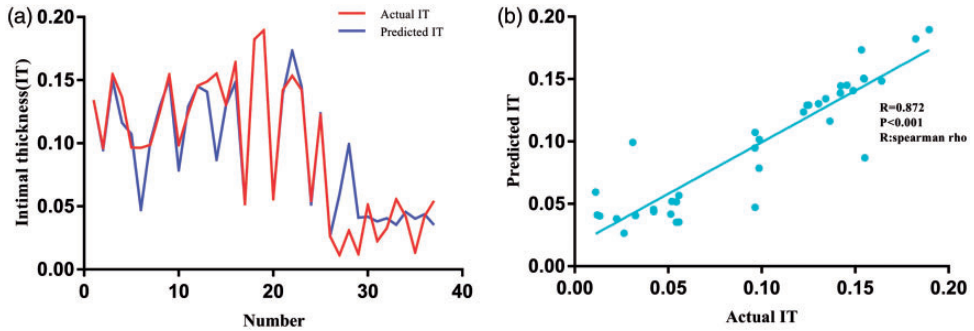 (a)
Intimal thickness(IT)
0.20
0.15
0.10
0.05
0.00
Actual IT
Predicted IT
0
10
20
30
40
Number
(b)
Predicted IT
0.20
0.15
0.10
0.05
0.00
R=0.872
P<0.001
R:spearman rho
0.00
0.05
0.10
0.15
0.20
Actual IT